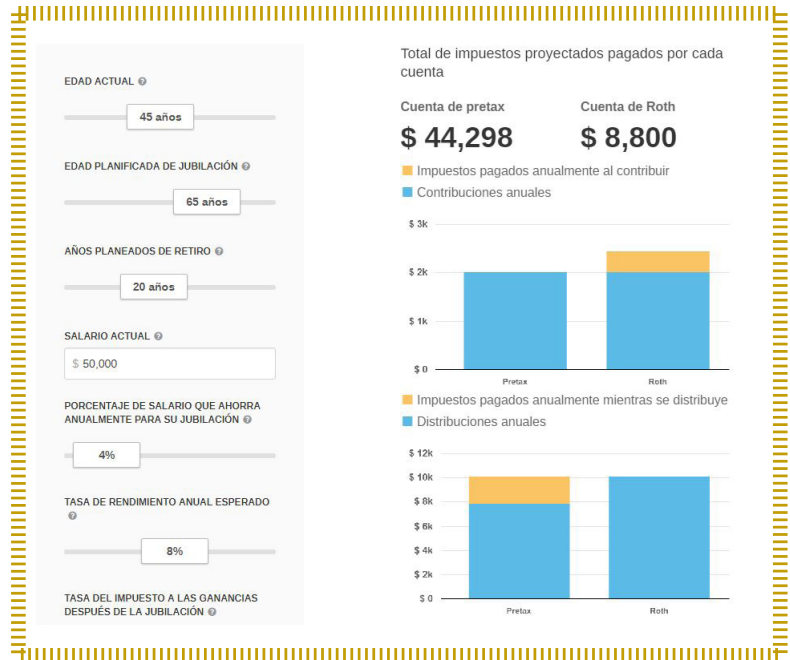 EDAD ACTUAL
45 años
EDAD PLANIFICADA DE JUBILACIÓN
65 años
AÑOS PLANEADOS DE RETIRO
20 años
SALARIO ACTUAL
$ 50,000
PORCENTAJE DE SALARIO QUE AHORRA
ANUALMENTE PARA SU JUBILACIÓN
4%
TASA DE RENDIMIENTO ANUAL ESPERADO
8%
TASA DEL IMPUESTO A LAS GANANCIAS
DESPUÉS DE LA JUBILACIÓN
Total de impuestos proyectados pagados por cada
cuenta
Cuenta de pretax Cuenta de Roth
$ 44,298 $ 8,800
Impuestos pagados anualmente al contribuir
Contribuciones anuales
$ 3k
$ 2k
$ 1k
$ 0
Pretax Roth
Impuestos pagados anualmente mientras se distribuye
Distribuciones anuales
$ 12k
$ 10k
$ 8k
$ 6k
$ 4k
$ 2k
$ 0
Pretax Roth